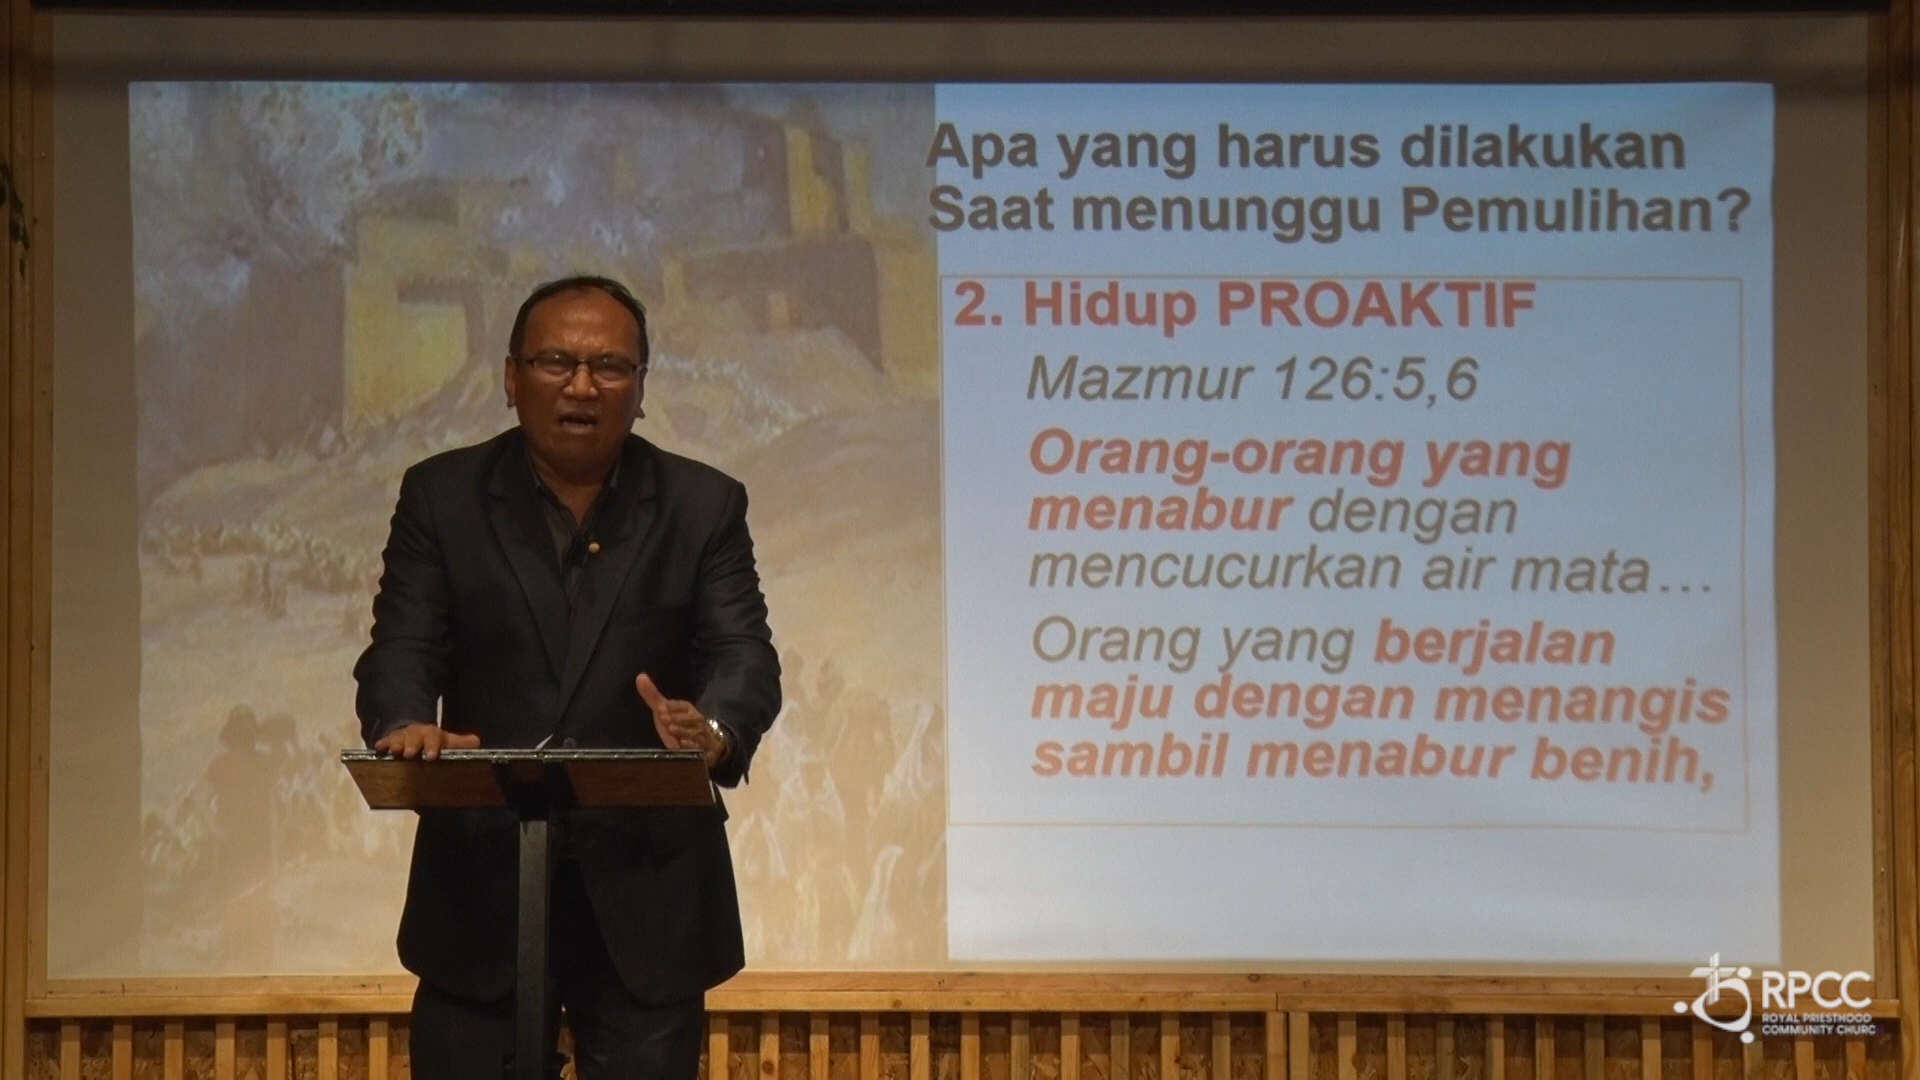 Apa yang harus dilakukan
Saat menunggu Pemulihan?
2. Hidup PROAKTIF
Mazmur 126:5,6
Orang-orang yang
menabur dengan
mencucurkan air mata...
Orang yang berjalan
maju dengan menangis
sambil menabur benih,
RPCC
ROYAL PRIESTHOOD
COMMUNITY CHURC